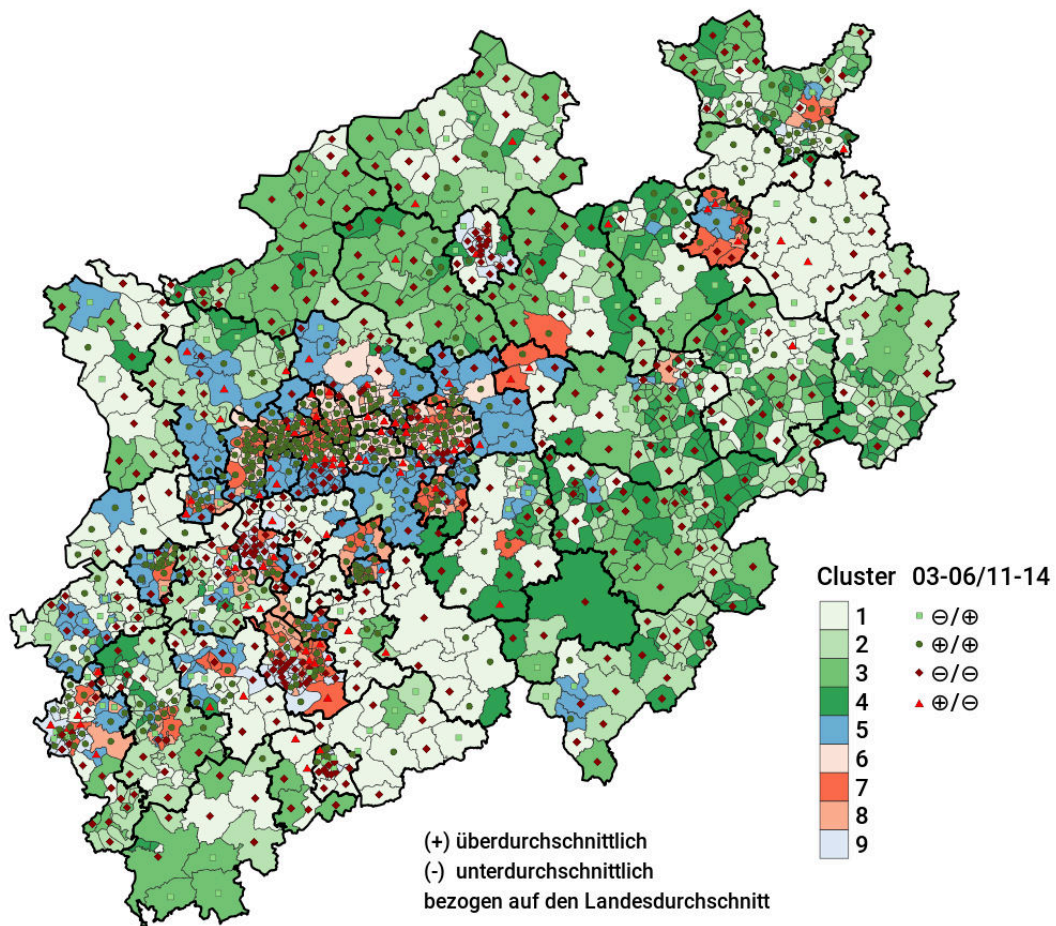 Cluster 03-06/11-14
1 ⊖/⊕
2 ⊕/⊕
3 ⊖/⊖
4 ⊕/⊖
5
6
7
8
9
(+) überdurchschnittlich
(-) unterdurchschnittlich
bezogen auf den Landesdurchschnitt